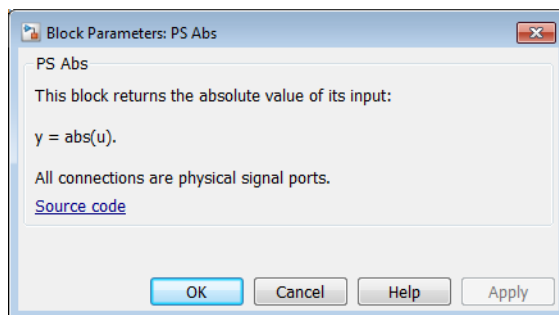 Block Parameters: PS Abs
PS Abs
This block returns the absolute value of its input:
y = abs(u).
All connections are physical signal ports.
Source code
OK Cancel Help Apply